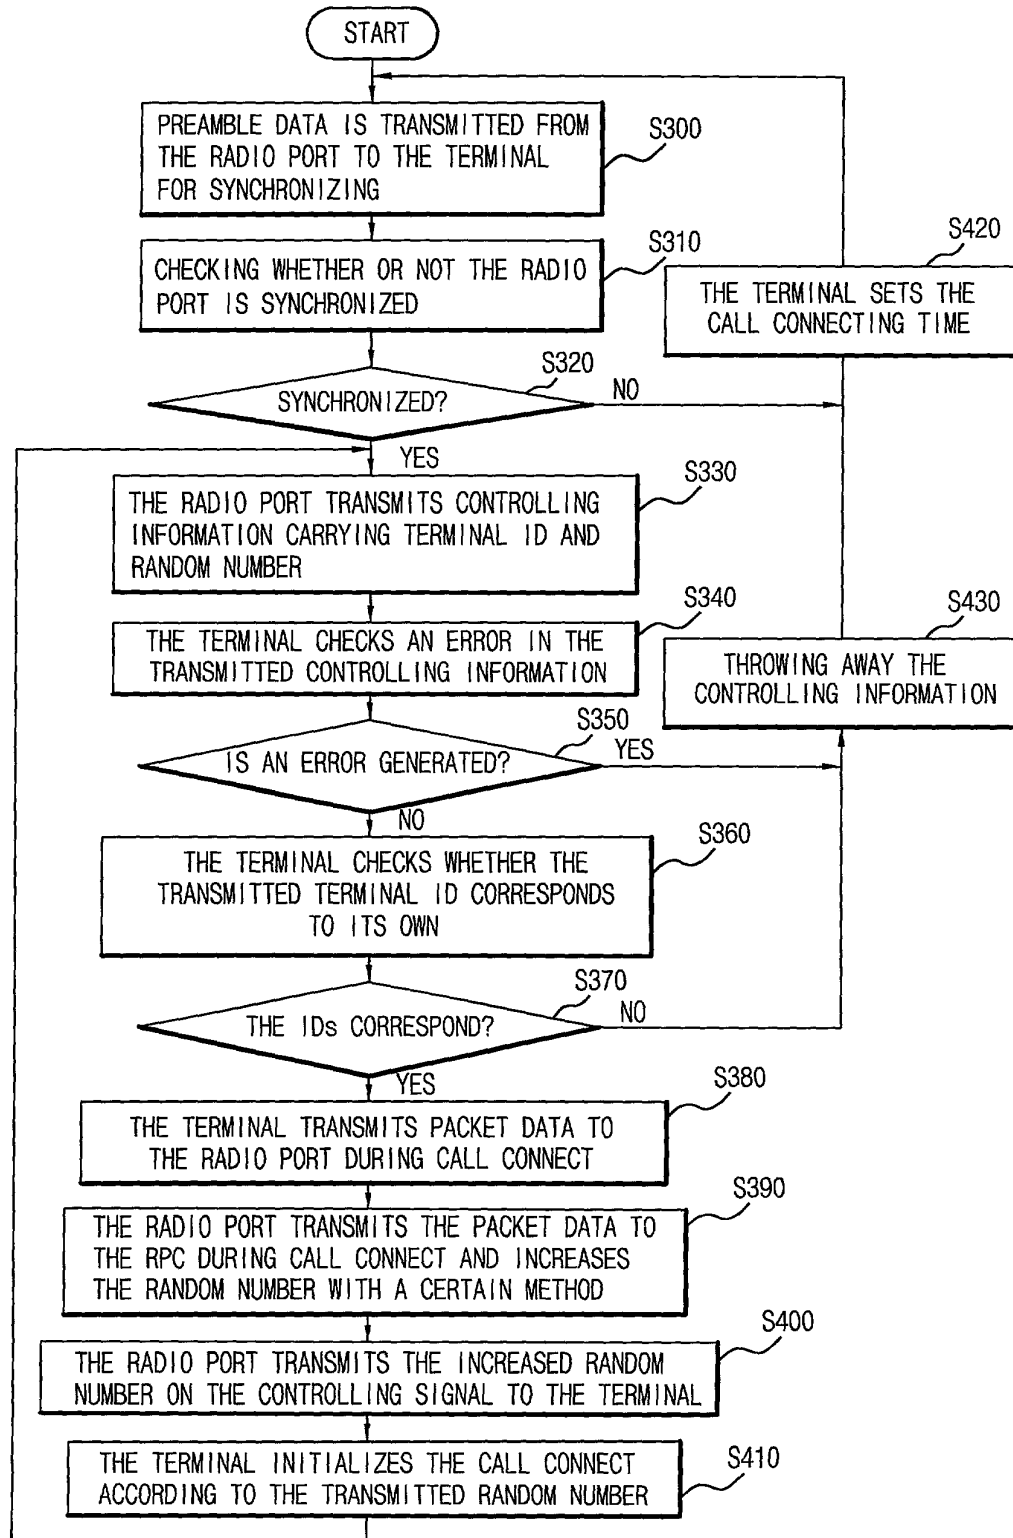 START
PREAMBLE DATA IS TRANSMITTED FROM
THE RADIO PORT TO THE TERMINAL
FOR SYNCHRONIZING
S300
CHECKING WHETHER OR NOT THE RADIO
PORT IS SYNCHRONIZED
S310
S420
THE TERMINAL SETS THE
CALL CONNECTING TIME
SYNCHRONIZED?
S320
NO
YES
THE RADIO PORT TRANSMITS CONTROLLING
INFORMATION CARRYING TERMINAL ID AND
RANDOM NUMBER
S330
THE TERMINAL CHECKS AN ERROR IN THE
TRANSMITTED CONTROLLING INFORMATION
S340
S430
THROWING AWAY THE
CONTROLLING INFORMATION
IS AN ERROR GENERATED?
S350
YES
NO
THE TERMINAL CHECKS WHETHER THE
TRANSMITTED TERMINAL ID CORRESPONDS
TO ITS OWN
S360
THE IDs CORRESPOND?
S370
NO
YES
THE TERMINAL TRANSMITS PACKET DATA TO
THE RADIO PORT DURING CALL CONNECT
S380
THE RADIO PORT TRANSMITS THE PACKET DATA TO
THE RPC DURING CALL CONNECT AND INCREASES
THE RANDOM NUMBER WITH A CERTAIN METHOD
S390
THE RADIO PORT TRANSMITS THE INCREASED RANDOM
NUMBER ON THE CONTROLLING SIGNAL TO THE TERMINAL
S400
THE TERMINAL INITIALIZES THE CALL CONNECT
ACCORDING TO THE TRANSMITTED RANDOM NUMBER
S410